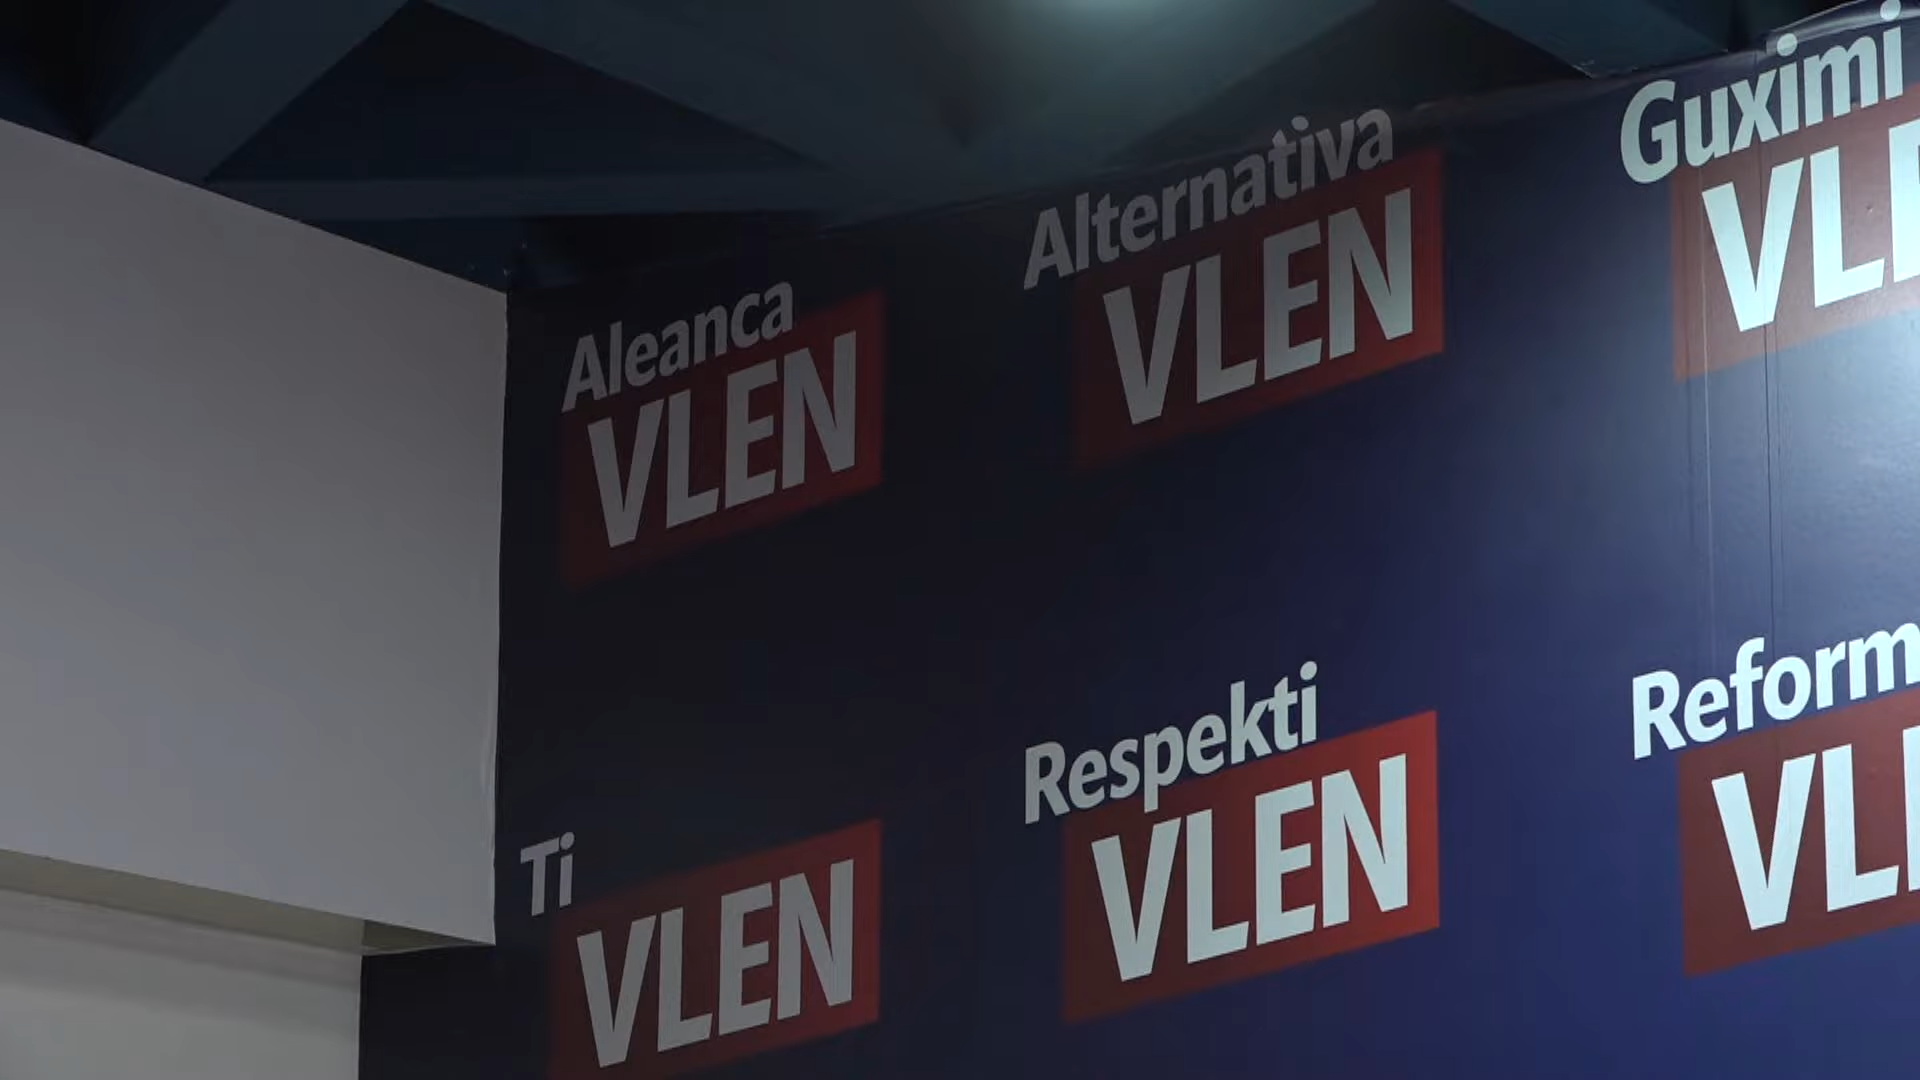 Aleanca
VLEN
Alternativa
VLEN
Guximi
Ti
VLEN
Respekti
VLEN